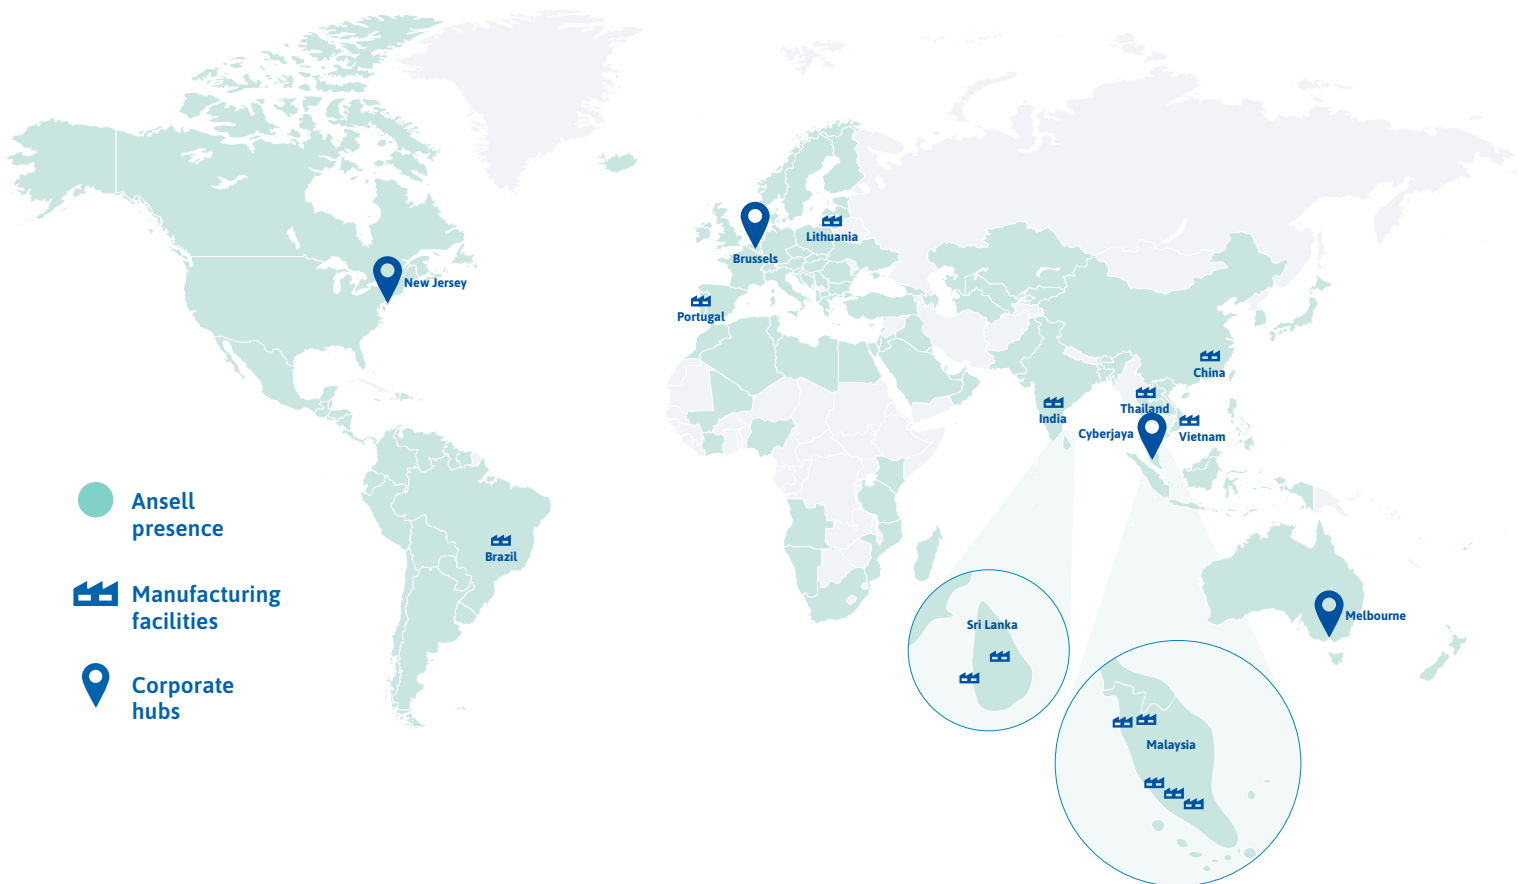 Lithuania
Brussels
New Jersey
Portugal
China
Thailand
India
Cyberjaya
Vietnam
Ansell
presence
Brazil
Manufacturing
facilities
Sri Lanka
Melbourne
Corporate
hubs
Malaysia